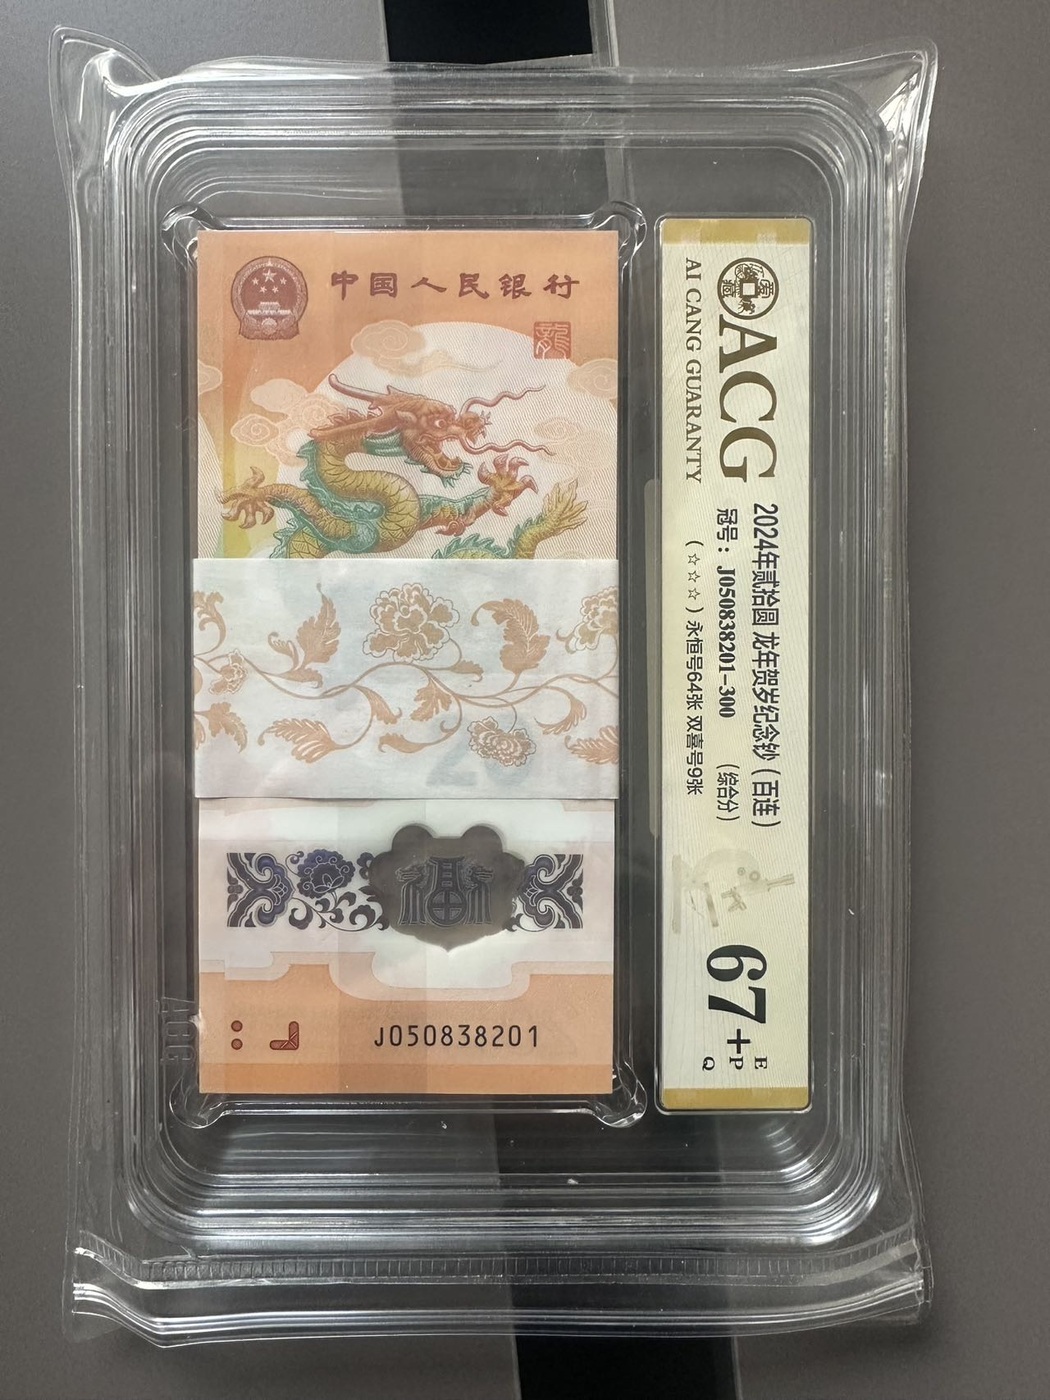 中国人民银行
龍
福
J050838201
ACG
AI CANG GUARANTY
2024年贰拾圆 龙年贺岁纪念钞（百连）
冠号：J050838201-300 （综合分）
（☆☆☆）永恒号64张 双喜号9张
67+
E
P
Q